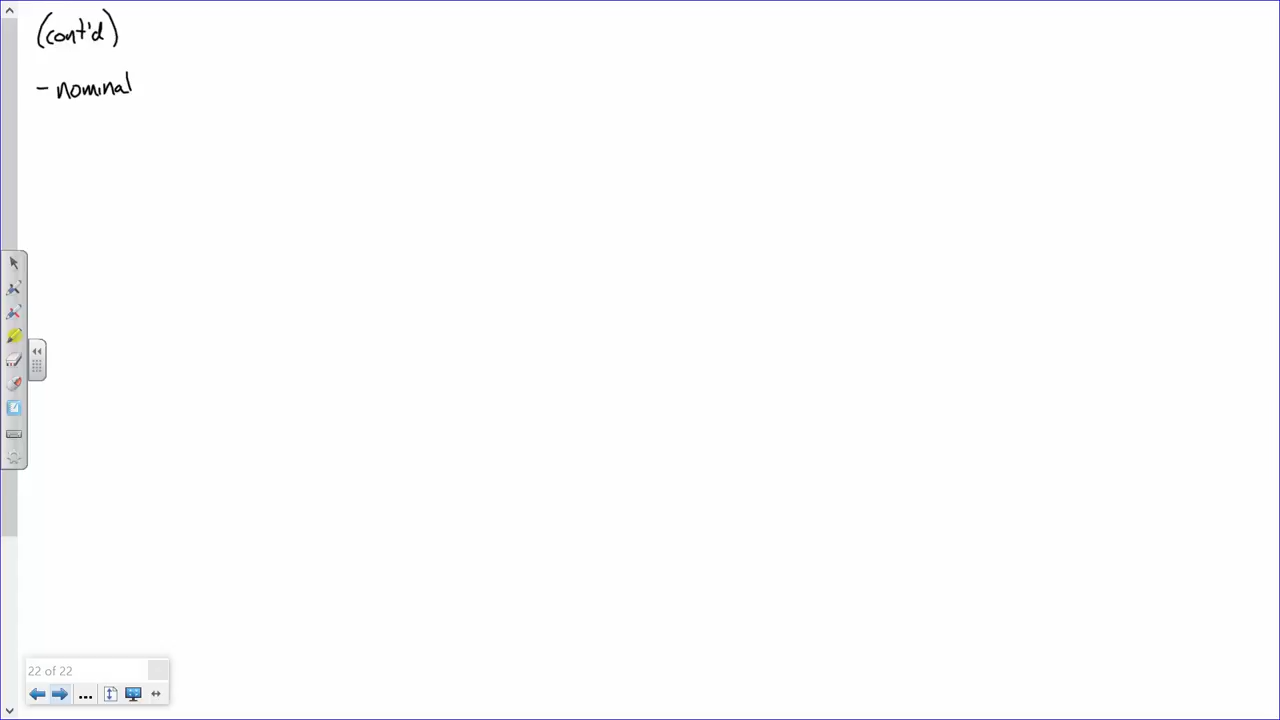 (cont'd)
- nominal
22 of 22
...